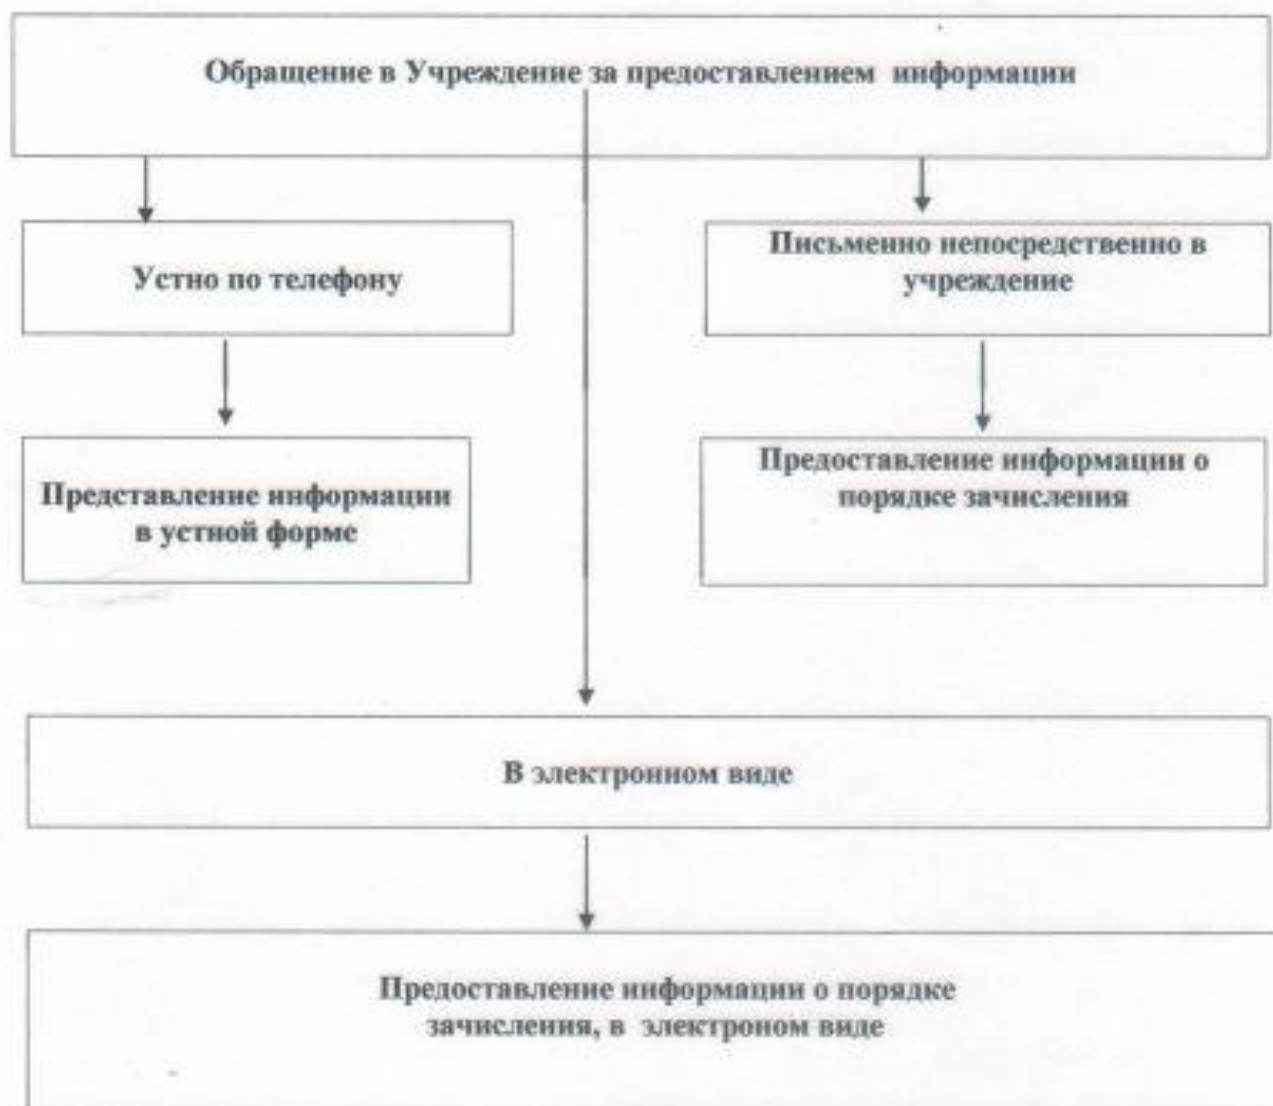 Обращение в Учреждение за предоставлением информации
Устно по телефону
Письменно непосредственно в
учреждение
Представление информации
в устной форме
Предоставление информации о
порядке зачисления
В электронном виде
Предоставление информации о порядке
зачисления, в электроном виде